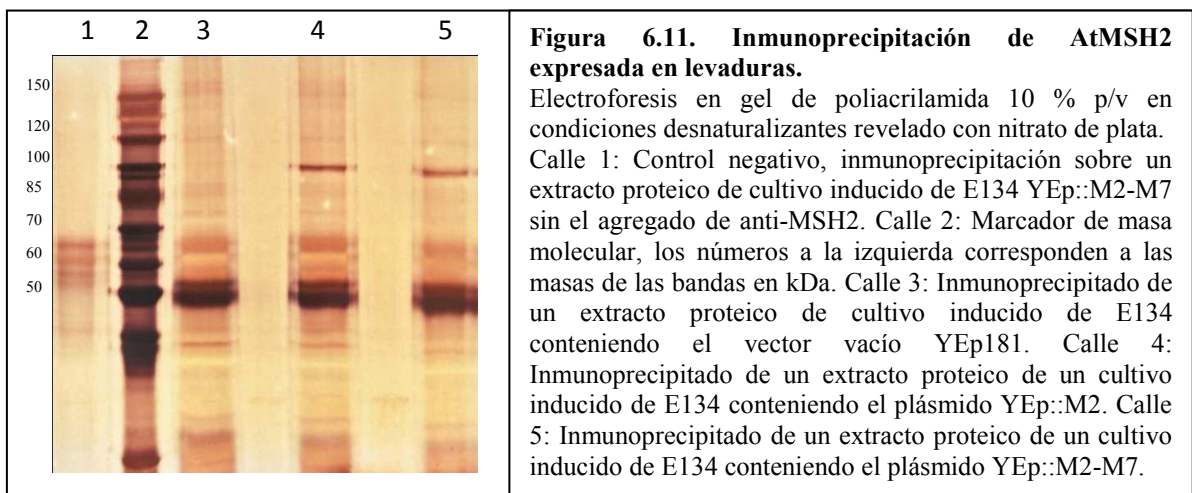 1 2 3 4 5
150
120
100
85
70
60
50
Figura 6.11. Inmunoprecipitación de AtMSH2
expresada en levaduras.
Electroforesis en gel de poliacrilamida 10 % p/v en
condiciones desnaturalizantes revelado con nitrato de plata.
Calle 1: Control negativo, inmunoprecipitación sobre un
extracto proteico de cultivo inducido de E134 YEp::M2-M7
sin el agregado de anti-MSH2. Calle 2: Marcador de masa
molecular, los números a la izquierda corresponden a las
masas de las bandas en kDa. Calle 3: Inmunoprecipitado de
un extracto proteico de cultivo inducido de E134
conteniendo el vector vacío YEp181. Calle 4:
Inmunoprecipitado de un extracto proteico de un cultivo
inducido de E134 conteniendo el plásmido YEp::M2. Calle
5: Inmunoprecipitado de un extracto proteico de un cultivo
inducido de E134 conteniendo el plásmido YEp::M2-M7.